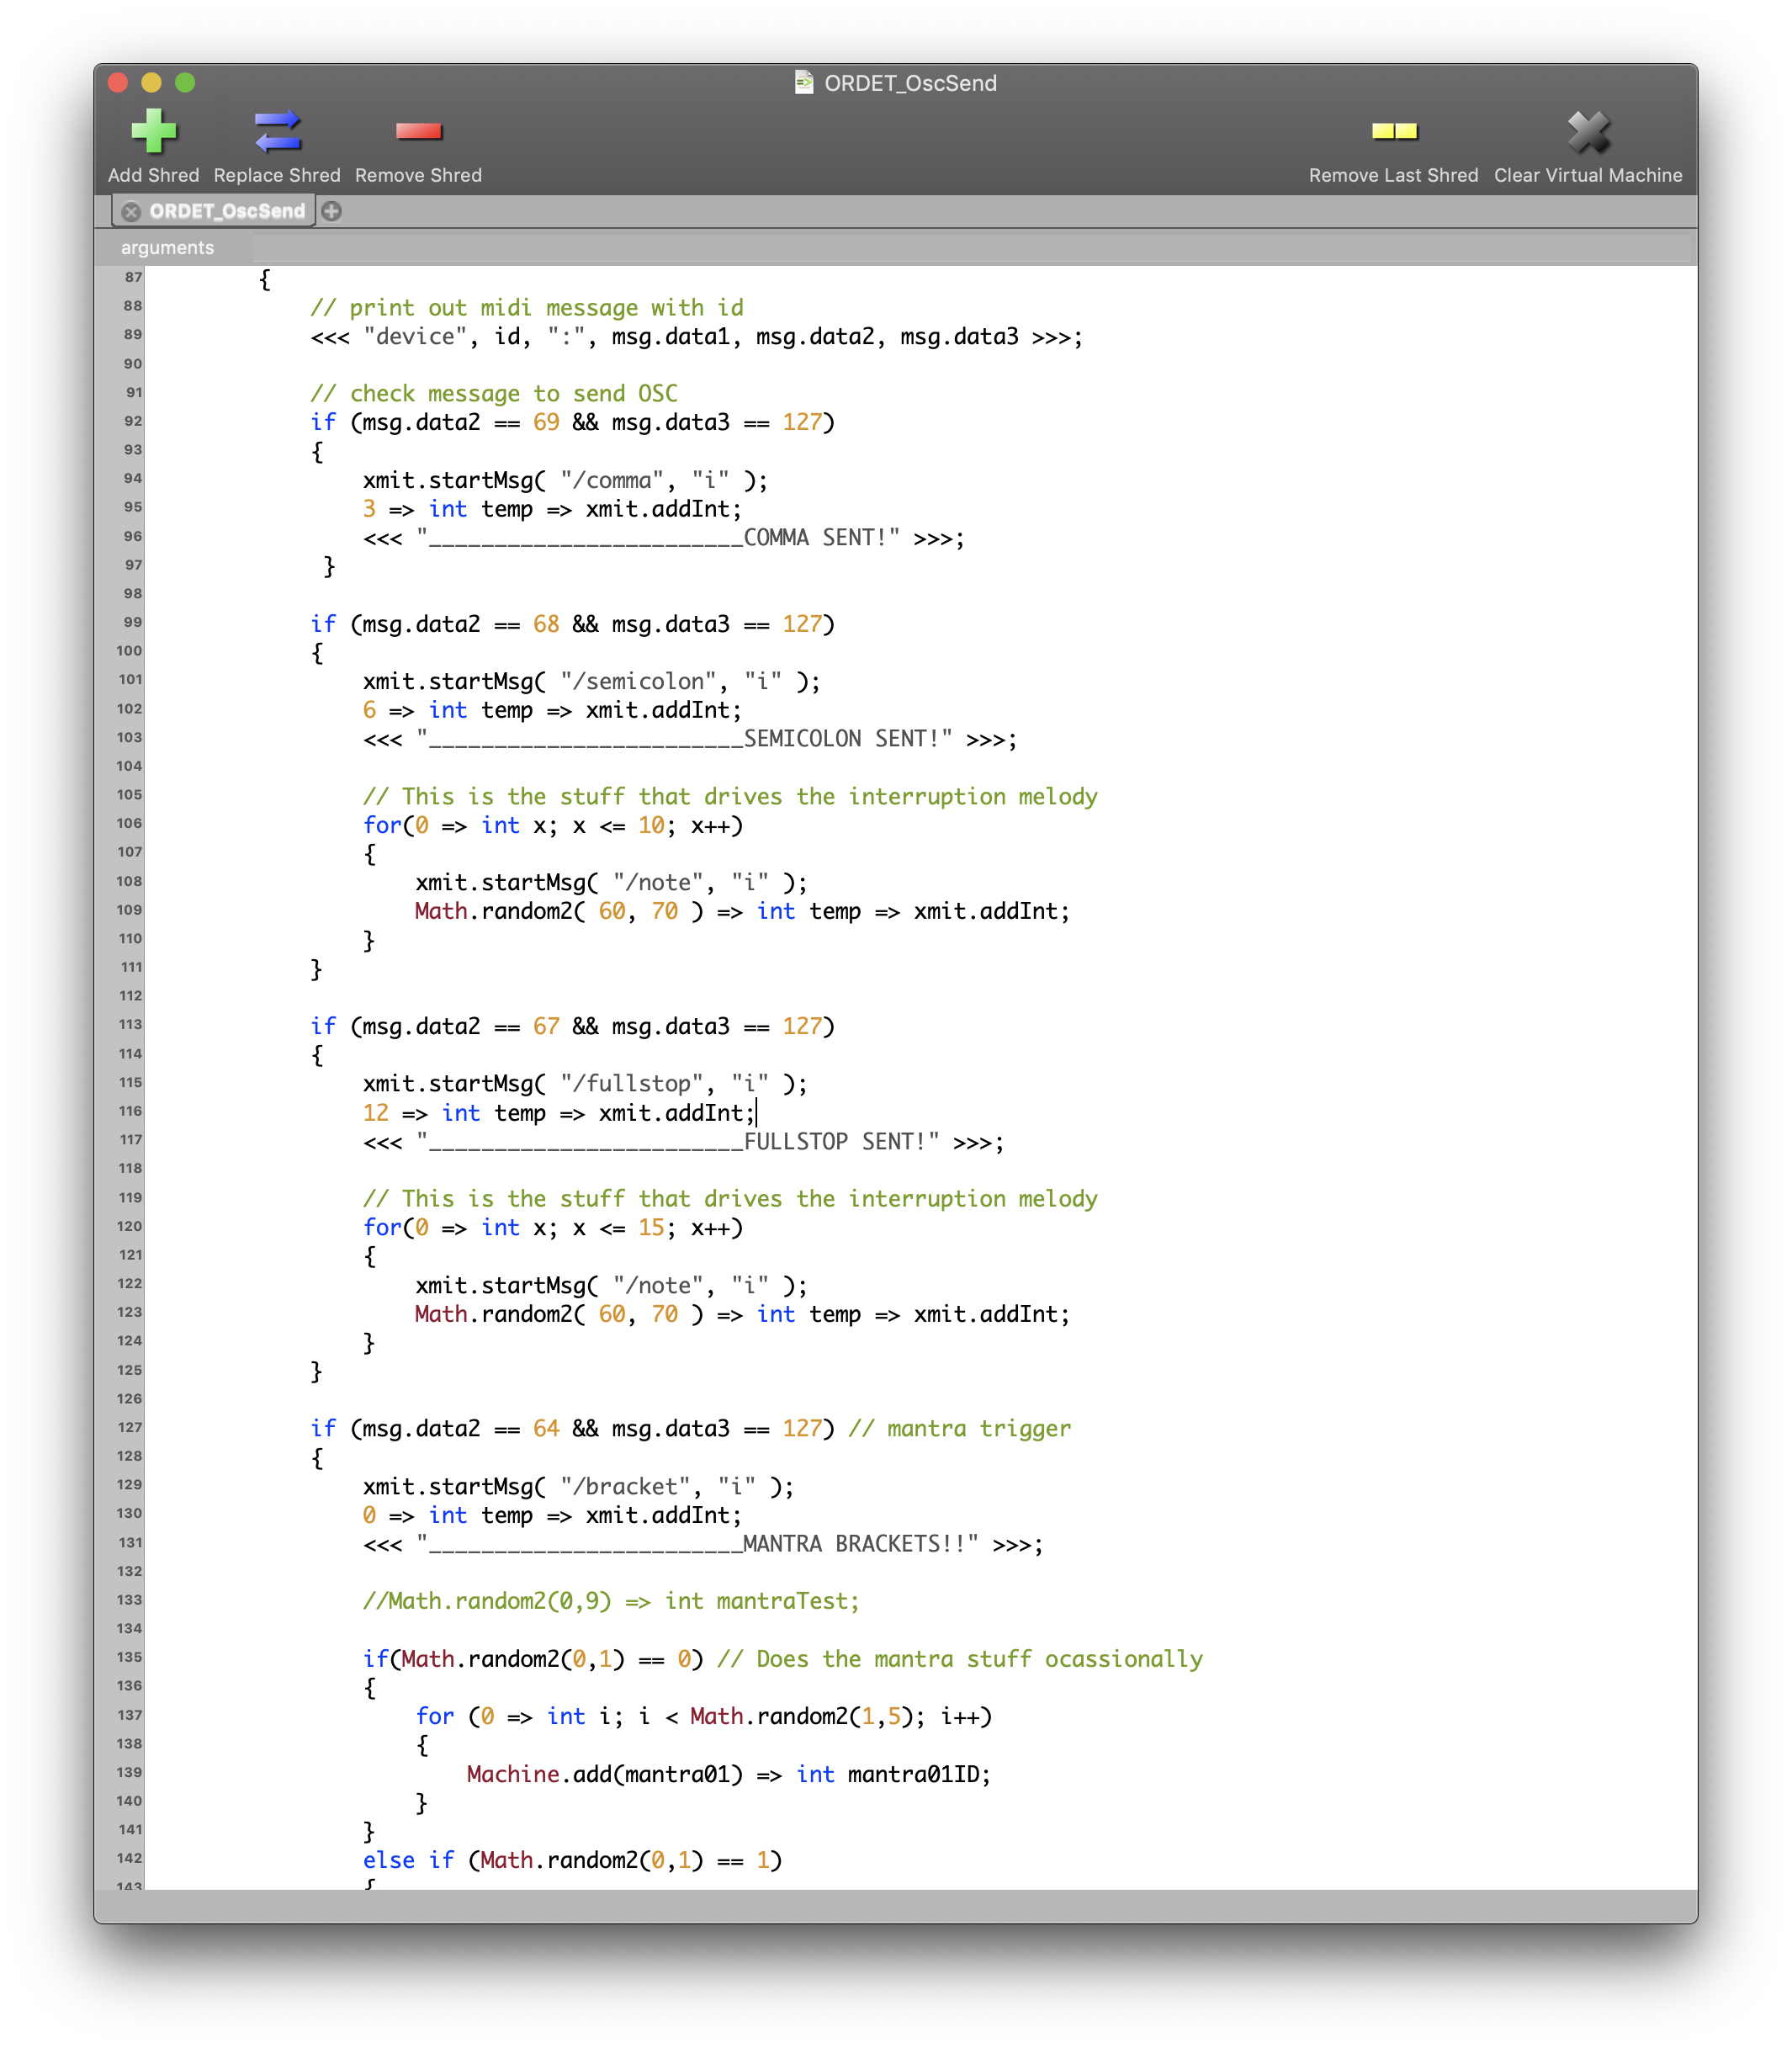 ORDET_OscSend
Add Shred Replace Shred Remove Shred Remove Last Shred Clear Virtual Machine
ORDET_OscSend
arguments
87 {
88 // print out midi message with id
89 <<< "device", id, ":", msg.data1, msg.data2, msg.data3 >>>;
90
91 // check message to send OSC
92 if (msg.data2 == 69 && msg.data3 == 127)
93 {
94 xmit.startMsg( "/comma", "i" );
95 3 => int temp => xmit.addInt;
96 <<< "________________________COMMA SENT!" >>>;
97 }
98
99 if (msg.data2 == 68 && msg.data3 == 127)
100 {
101 xmit.startMsg( "/semicolon", "i" );
102 6 => int temp => xmit.addInt;
103 <<< "________________________SEMICOLON SENT!" >>>;
104
105 // This is the stuff that drives the interruption melody
106 for(0 => int x; x <= 10; x++)
107 {
108 xmit.startMsg( "/note", "i" );
109 Math.random2( 60, 70 ) => int temp => xmit.addInt;
110 }
111 }
112
113 if (msg.data2 == 67 && msg.data3 == 127)
114 {
115 xmit.startMsg( "/fullstop", "i" );
116 12 => int temp => xmit.addInt;
117 <<< "________________________FULLSTOP SENT!" >>>;
118
119 // This is the stuff that drives the interruption melody
120 for(0 => int x; x <= 15; x++)
121 {
122 xmit.startMsg( "/note", "i" );
123 Math.random2( 60, 70 ) => int temp => xmit.addInt;
124 }
125 }
126
127 if (msg.data2 == 64 && msg.data3 == 127) // mantra trigger
128 {
129 xmit.startMsg( "/bracket", "i" );
130 0 => int temp => xmit.addInt;
131 <<< "________________________MANTRA BRACKETS!!" >>>;
132
133 //Math.random2(0,9) => int mantraTest;
134
135 if(Math.random2(0,1) == 0) // Does the mantra stuff ocassionally
136 {
137 for (0 => int i; i < Math.random2(1,5); i++)
138 {
139 Machine.add(mantra01) => int mantra01ID;
140 }
141 }
142 else if (Math.random2(0,1) == 1)
143 {